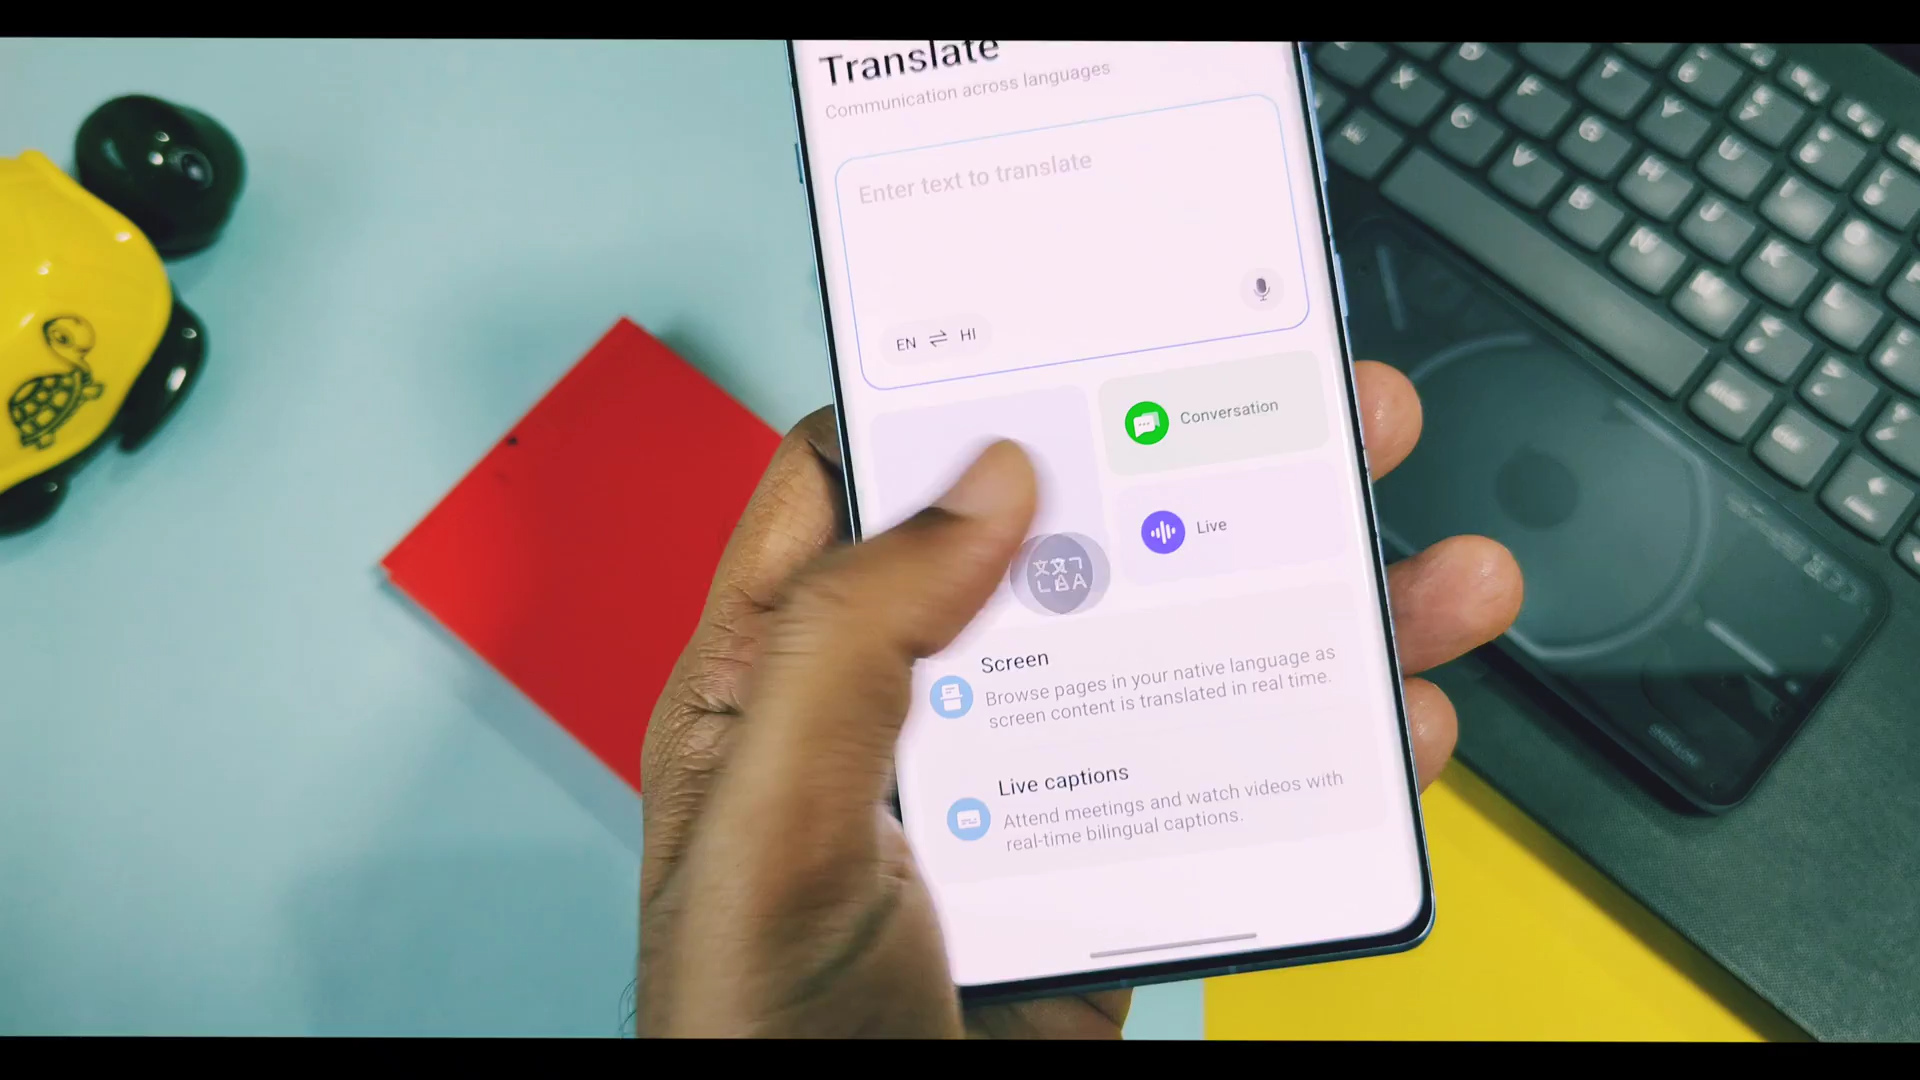 Translate
Communication across languages
Enter text to translate
EN ⇌ HI
Conversation
Live
Screen
Browse pages in your native language as
screen content is translated in real time.
Live captions
Attend meetings and watch videos with
real-time bilingual captions.